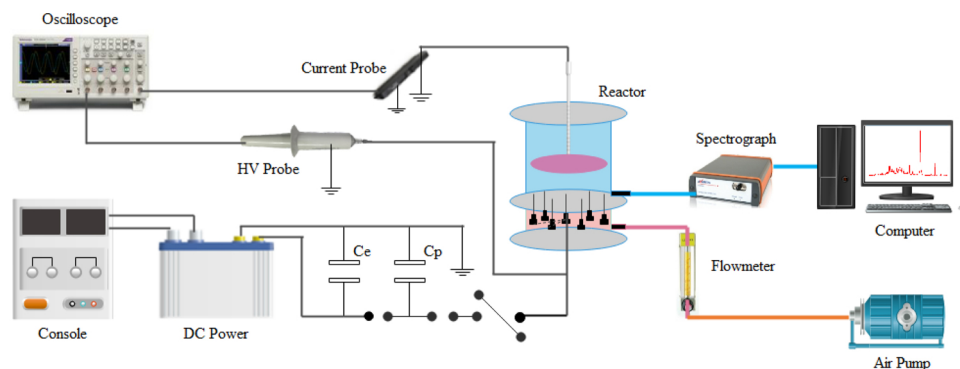 Oscilloscope
Current Probe
Reactor
Spectrograph
HV Probe
Ce
Cp
Computer
Flowmeter
Console
DC Power
Air Pump